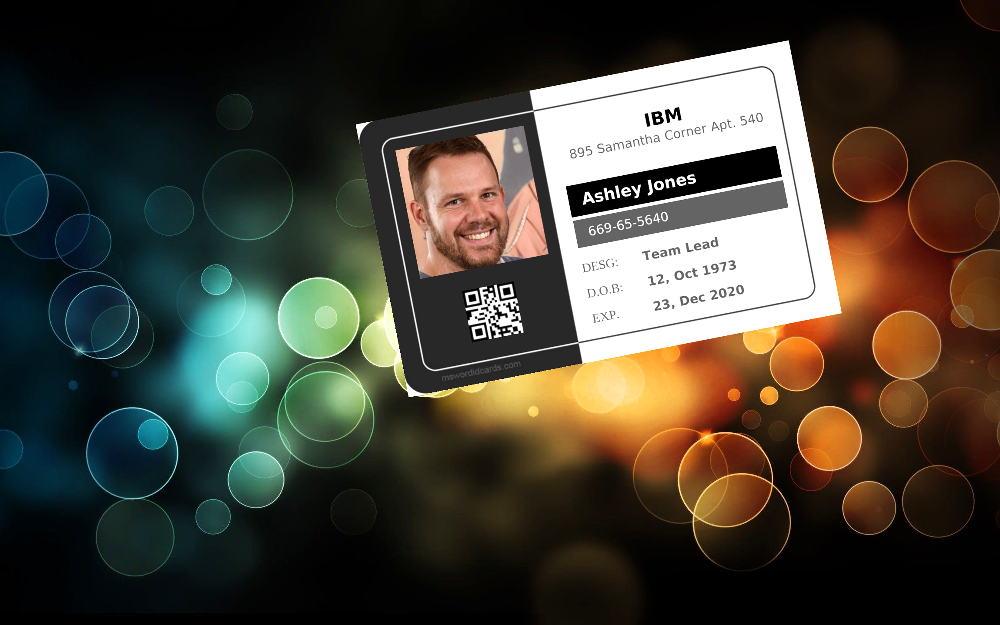 IBM
895 Samantha Corner Apt. 540
Ashley Jones
669-65-5640
DESG: Team Lead
D.O.B: 12, Oct 1973
EXP. 23, Dec 2020
mswordidcards.com